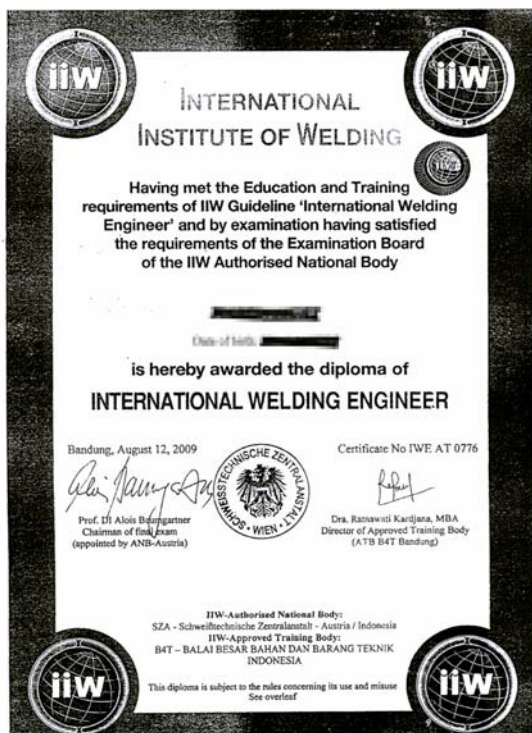 iiw
iiw
INTERNATIONAL
INSTITUTE OF WELDING
Having met the Education and Training
requirements of IIW Guideline 'International Welding
Engineer' and by examination having satisfied
the requirements of the Examination Board
of the IIW Authorised National Body
Date of birth,
is hereby awarded the diploma of
INTERNATIONAL WELDING ENGINEER
Bandung, August 12, 2009
Certificate No IWE AT 0776
SCHWEISSTECHNISCHE ZENTRALANSTALT
• WIEN •
Prof. DI Alois Baumgartner
Chairman of final exam
(appointed by ANB-Austria)
Dra. Ratnawati Kardjana, MBA
Director of Approved Training Body
(ATB B4T Bandung)
IIW-Authorised National Body:
SZA - Schweißtechnische Zentralanstalt - Austria / Indonesia
IIW-Approved Training Body:
B4T – BALAI BESAR BAHAN DAN BARANG TEKNIK
INDONESIA
This diploma is subject to the rules concerning its use and misuse
See overleaf
iiw
iiw